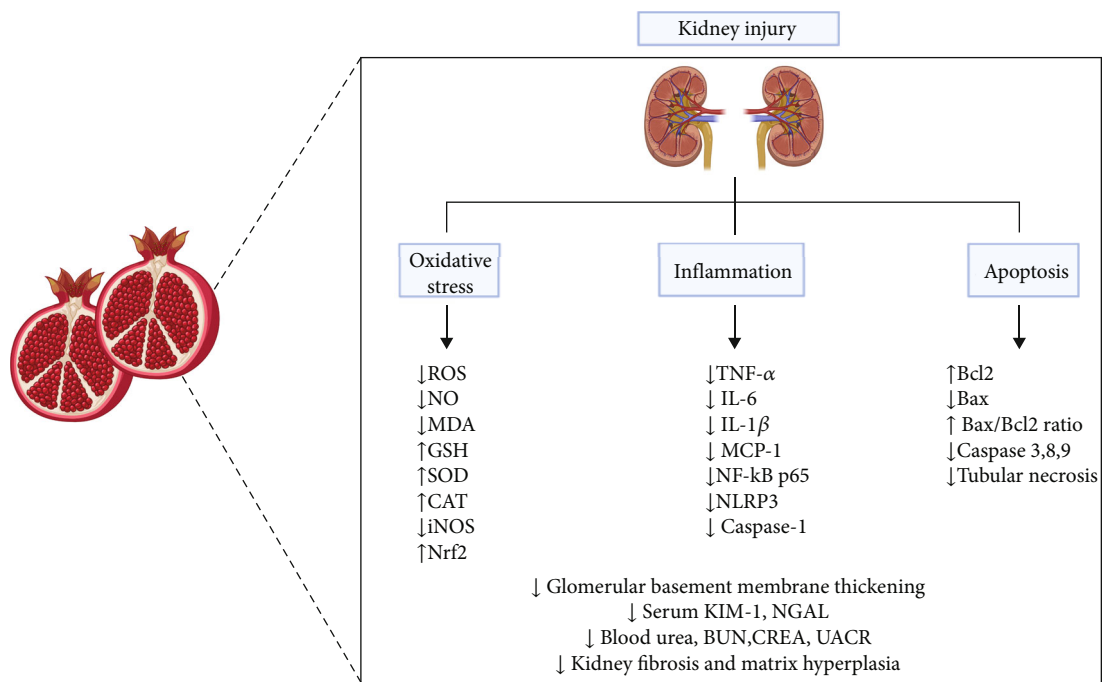 Kidney injury
Oxidative
stress
Inflammation
Apoptosis
↓ROS
↓NO
↓MDA
↑GSH
↑SOD
↑CAT
↓iNOS
↑Nrf2
↓TNF-α
↓ IL-6
↓ IL-1β
↓ MCP-1
↓NF-kB p65
↓NLRP3
↓ Caspase-1
↑Bcl2
↓Bax
↑ Bax/Bcl2 ratio
↓Caspase 3,8,9
↓Tubular necrosis
↓ Glomerular basement membrane thickening
↓ Serum KIM-1, NGAL
↓ Blood urea, BUN,CREA, UACR
↓ Kidney fibrosis and matrix hyperplasia